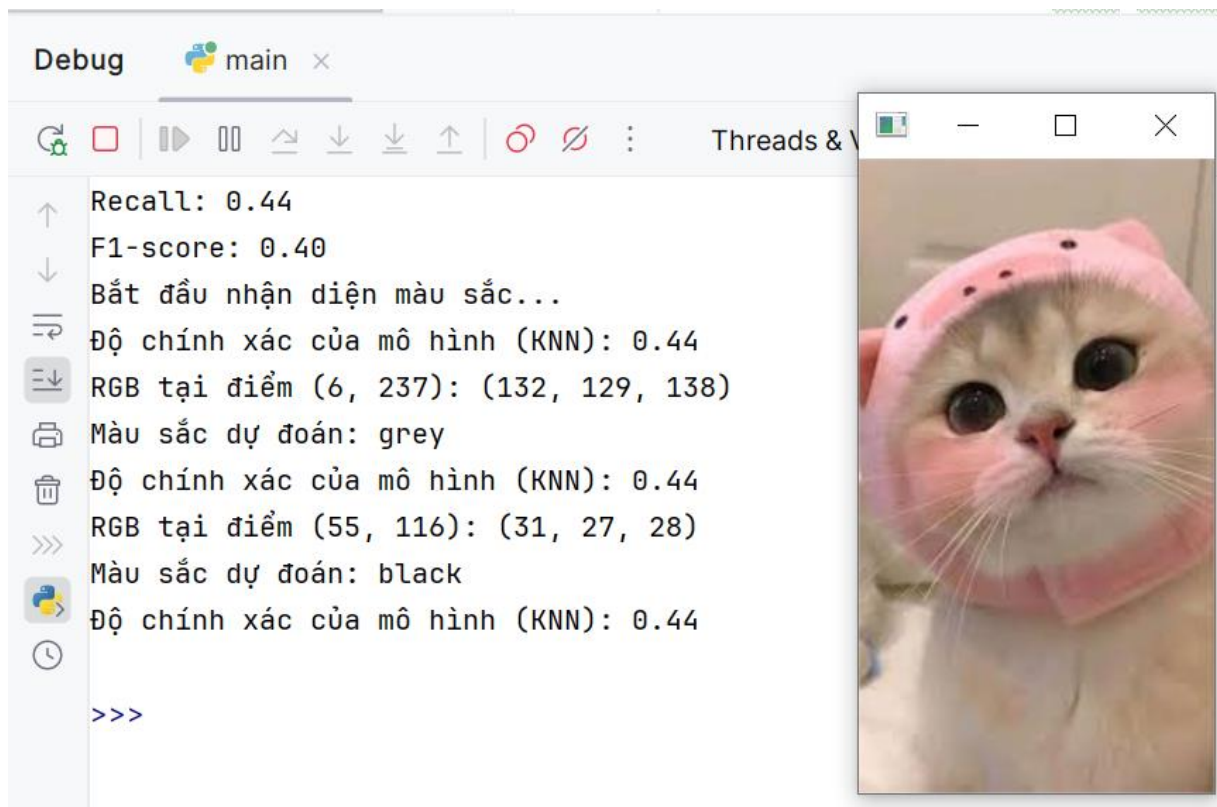 Debug main
Threads &
Recall: 0.44
F1-score: 0.40
Bắt đầu nhận diện màu sắc...
Độ chính xác của mô hình (KNN): 0.44
RGB tại điểm (6, 237): (132, 129, 138)
Màu sắc dự đoán: grey
Độ chính xác của mô hình (KNN): 0.44
RGB tại điểm (55, 116): (31, 27, 28)
Màu sắc dự đoán: black
Độ chính xác của mô hình (KNN): 0.44
>>>